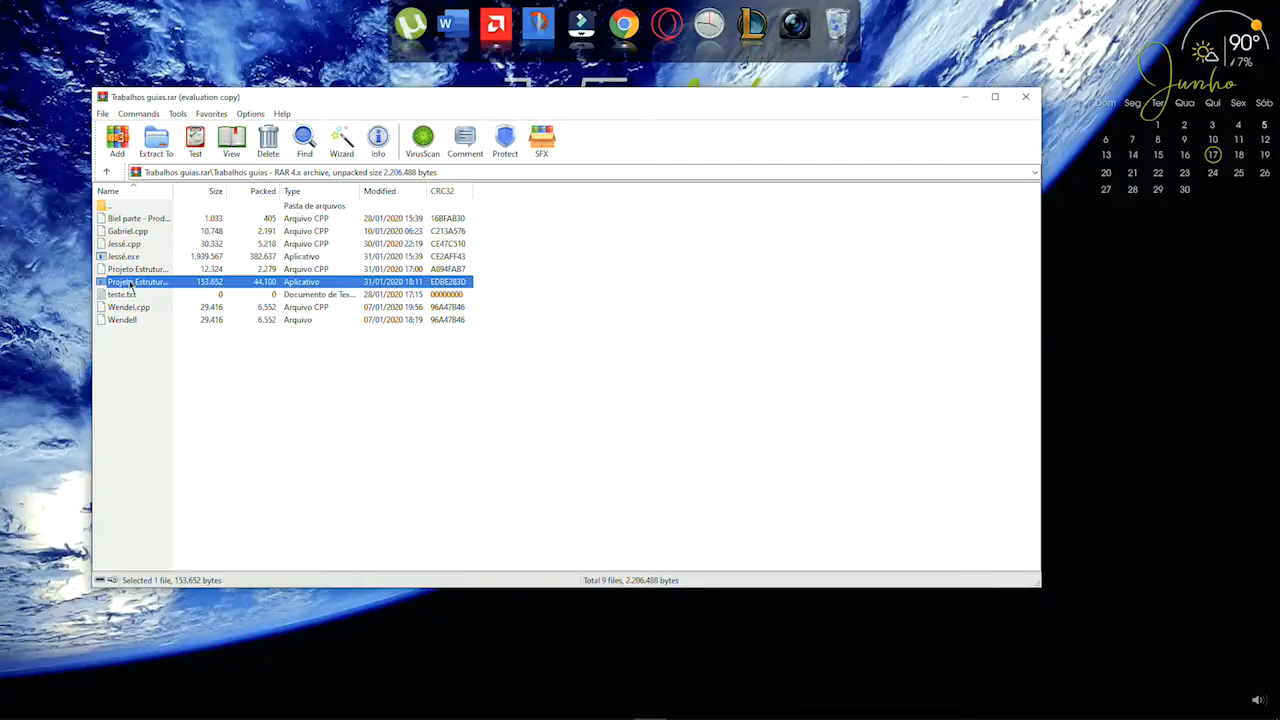 90°
/ 7%
Junho
Dom Seg Ter Qua Qui Sex Sáb
1 2 3 4 5
6 7 8 9 10 11 12
13 14 15 16 17 18 19
20 21 22 23 24 25 26
27 28 29 30
Trabalhos guias.rar (evaluation copy)
File Commands Tools Favorites Options Help
Add Extract To Test View Delete Find Wizard Info VirusScan Comment Protect SFX
Trabalhos guias.rar\Trabalhos guias - RAR 4.x archive, unpacked size 2.206.488 bytes
Name Size Packed Type Modified CRC32
.. Pasta de arquivos
Biel parte - Prod... 1.033 405 Arquivo CPP 28/01/2020 15:39 16BFAB30
Gabriel.cpp 10.748 2.191 Arquivo CPP 10/01/2020 06:23 C213A576
Jessé.cpp 30.332 5.218 Arquivo CPP 30/01/2020 22:19 CE47C510
Jessé.exe 1.939.567 382.637 Aplicativo 31/01/2020 15:39 CE2AFF43
Projeto Estrutur... 12.324 2.279 Arquivo CPP 31/01/2020 17:00 A894FAB7
Projeto Estrutur... 153.652 44.100 Aplicativo 31/01/2020 18:11 EDBE283D
teste.txt 0 0 Documento de Tex... 28/01/2020 17:15 00000000
Wendel.cpp 29.416 6.552 Arquivo CPP 07/01/2020 19:56 96A47B46
Wendell 29.416 6.552 Arquivo 07/01/2020 18:19 96A47B46
Selected 1 file, 153.652 bytes Total 9 files, 2.206.488 bytes